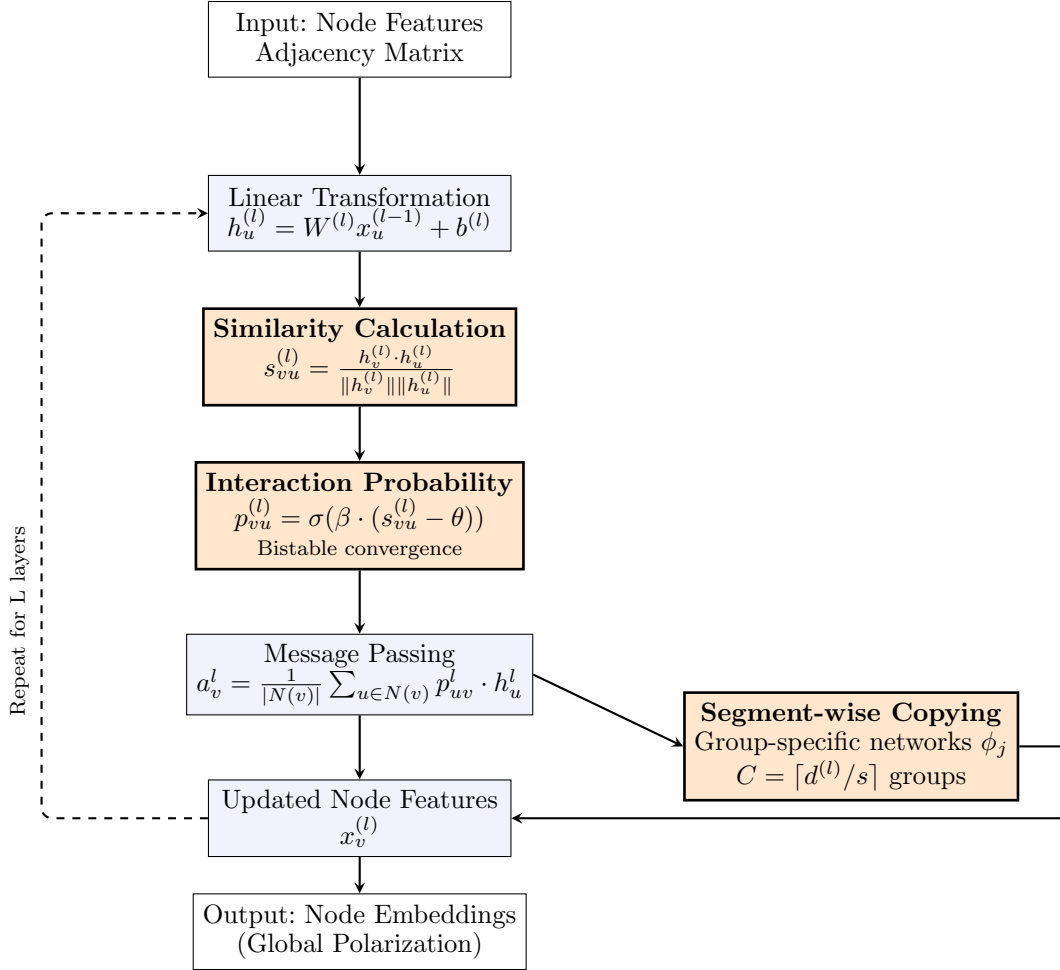 Input: Node Features
Adjacency Matrix
Linear Transformation
$h_u^{(l)} = W^{(l)} x_u^{(l-1)} + b^{(l)}$
Similarity Calculation
$s_{vu}^{(l)} = \frac{h_v^{(l)} \cdot h_u^{(l)}}{\|h_v^{(l)}\| \|h_u^{(l)}\|}$
Interaction Probability
$p_{vu}^{(l)} = \sigma(\beta \cdot (s_{vu}^{(l)} - \theta))$
Bistable convergence
Repeat for L layers
Message Passing
$a_v^l = \frac{1}{|N(v)|} \sum_{u \in N(v)} p_{uv}^l \cdot h_u^l$
Segment-wise Copying
Group-specific networks $\phi_j$
$C = \lceil d^{(l)}/s \rceil$ groups
Updated Node Features
$x_v^{(l)}$
Output: Node Embeddings
(Global Polarization)